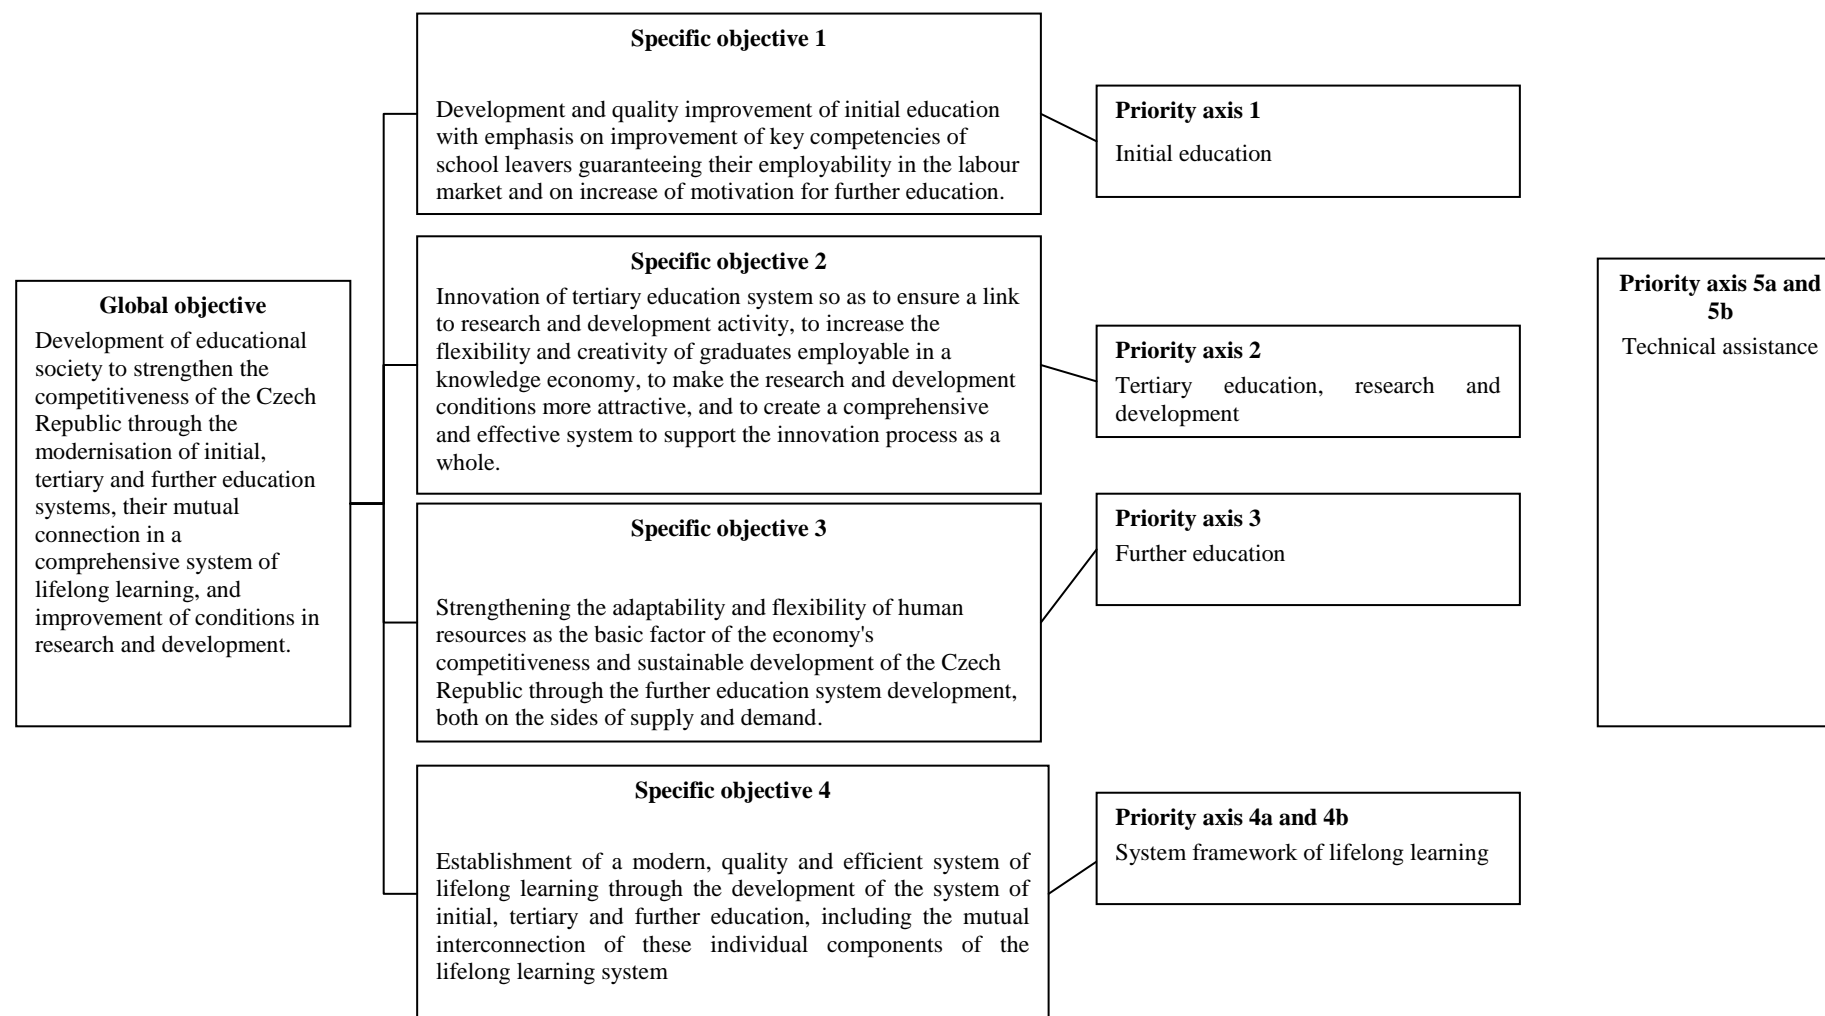 Global objective
Development of educational
society to strengthen the
competitiveness of the Czech
Republic through the
modernisation of initial,
tertiary and further education
systems, their mutual
connection in a
comprehensive system of
lifelong learning, and
improvement of conditions in
research and development.
Specific objective 1
Development and quality improvement of initial education
with emphasis on improvement of key competencies of
school leavers guaranteeing their employability in the labour
market and on increase of motivation for further education.
Priority axis 1
Initial education
Specific objective 2
Innovation of tertiary education system so as to ensure a link
to research and development activity, to increase the
flexibility and creativity of graduates employable in a
knowledge economy, to make the research and development
conditions more attractive, and to create a comprehensive
and effective system to support the innovation process as a
whole.
Priority axis 2
Tertiary education, research and
development
Specific objective 3
Strengthening the adaptability and flexibility of human
resources as the basic factor of the economy's
competitiveness and sustainable development of the Czech
Republic through the further education system development,
both on the sides of supply and demand.
Priority axis 3
Further education
Specific objective 4
Establishment of a modern, quality and efficient system of
lifelong learning through the development of the system of
initial, tertiary and further education, including the mutual
interconnection of these individual components of the
lifelong learning system
Priority axis 4a and 4b
System framework of lifelong learning
Priority axis 5a and
5b
Technical assistance